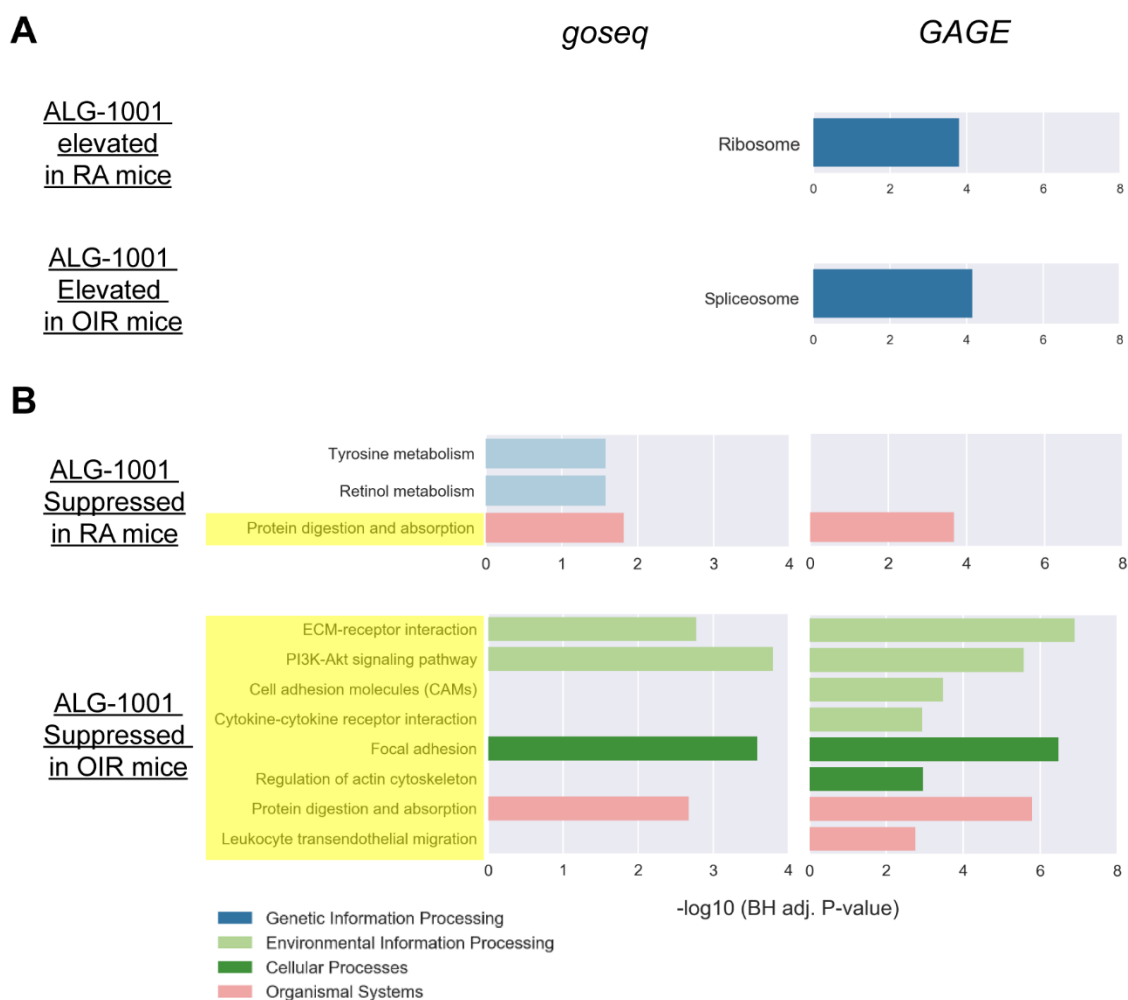 A
goseq
GAGE
ALG-1001
elevated
in RA mice
Ribosome
0 2 4 6 8
ALG-1001
Elevated
in OIR mice
Spliceosome
0 2 4 6 8
B
ALG-1001
Suppressed
in RA mice
Tyrosine metabolism
Retinol metabolism
Protein digestion and absorption
0 1 2 3 4
0 2 4 6 8
ALG-1001
Suppressed
in OIR mice
ECM-receptor interaction
PI3K-Akt signaling pathway
Cell adhesion molecules (CAMs)
Cytokine-cytokine receptor interaction
Focal adhesion
Regulation of actin cytoskeleton
Protein digestion and absorption
Leukocyte transendothelial migration
0 1 2 3 4
0 2 4 6 8
-log10 (BH adj. P-value)
Genetic Information Processing
Environmental Information Processing
Cellular Processes
Organismal Systems